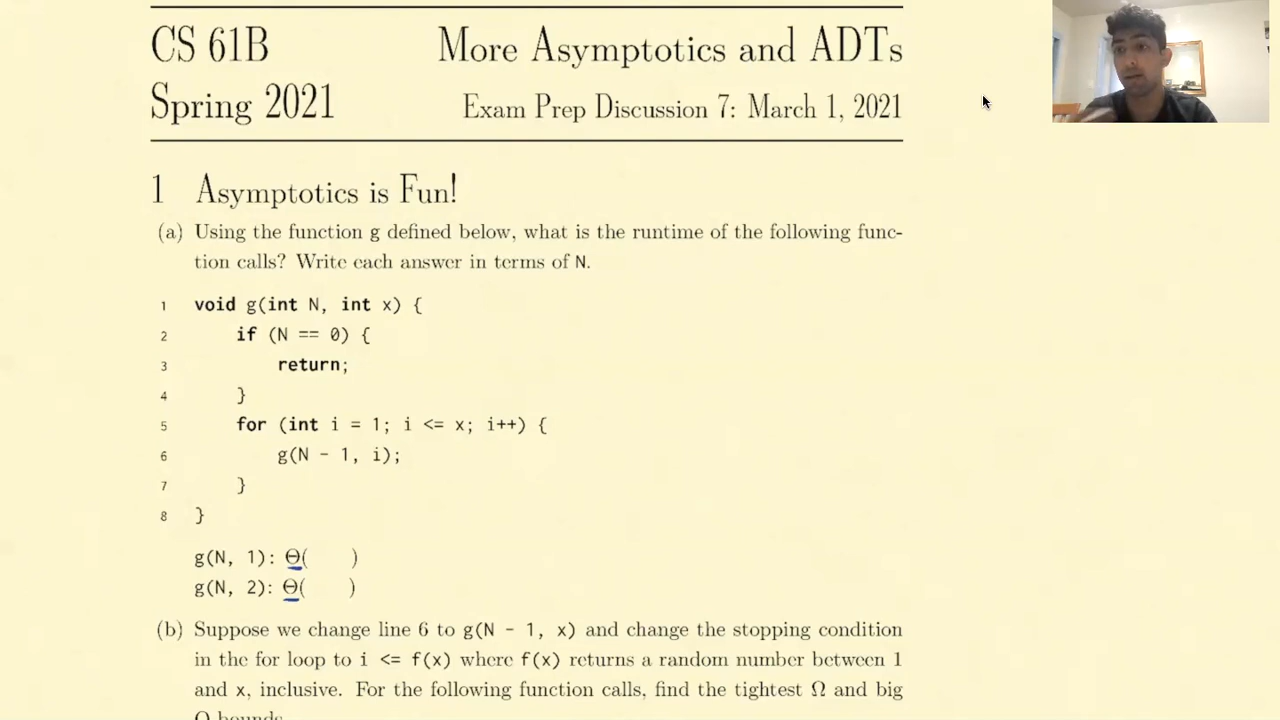 CS 61B
More Asymptotics and ADTs
Spring 2021
Exam Prep Discussion 7: March 1, 2021
1 Asymptotics is Fun!
(a) Using the function g defined below, what is the runtime of the following func-
tion calls? Write each answer in terms of N.
1 void g(int N, int x) {
2 if (N == 0) {
3 return;
4 }
5 for (int i = 1; i <= x; i++) {
6 g(N - 1, i);
7 }
8 }
g(N, 1): Θ( )
g(N, 2): Θ( )
(b) Suppose we change line 6 to g(N - 1, x) and change the stopping condition
in the for loop to i <= f(x) where f(x) returns a random number between 1
and x, inclusive. For the following function calls, find the tightest Ω and big
O bounds